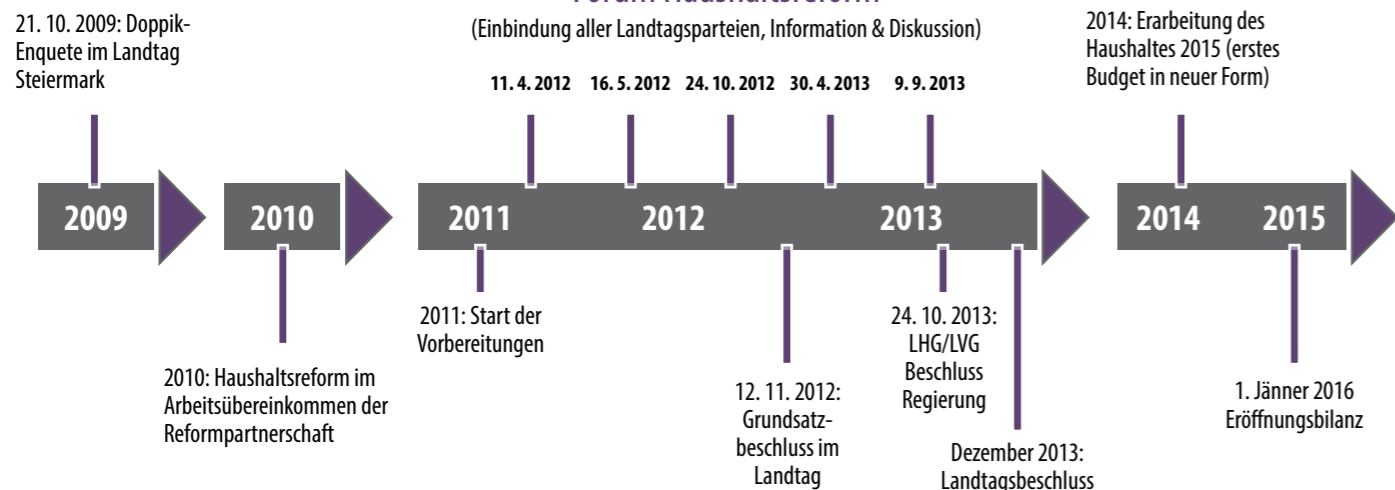 Forum Haushaltsreform
(Einbindung aller Landtagsparteien, Information & Diskussion)
21. 10. 2009: Doppik-
Enquete im Landtag
Steiermark
11. 4. 2012 16. 5. 2012 24. 10. 2012 30. 4. 2013 9. 9. 2013
2014: Erarbeitung des
Haushaltes 2015 (erstes
Budget in neuer Form)
2009 2010 2011 2012 2013 2014 2015
2010: Haushaltsreform im
Arbeitsübereinkommen der
Reformpartnerschaft
2011: Start der
Vorbereitungen
12. 11. 2012:
Grundsatz-
beschluss im
Landtag
24. 10. 2013:
LHG/LVG
Beschluss
Regierung
Dezember 2013:
Landtagsbeschluss
1. Jänner 2016
Eröffnungsbilanz